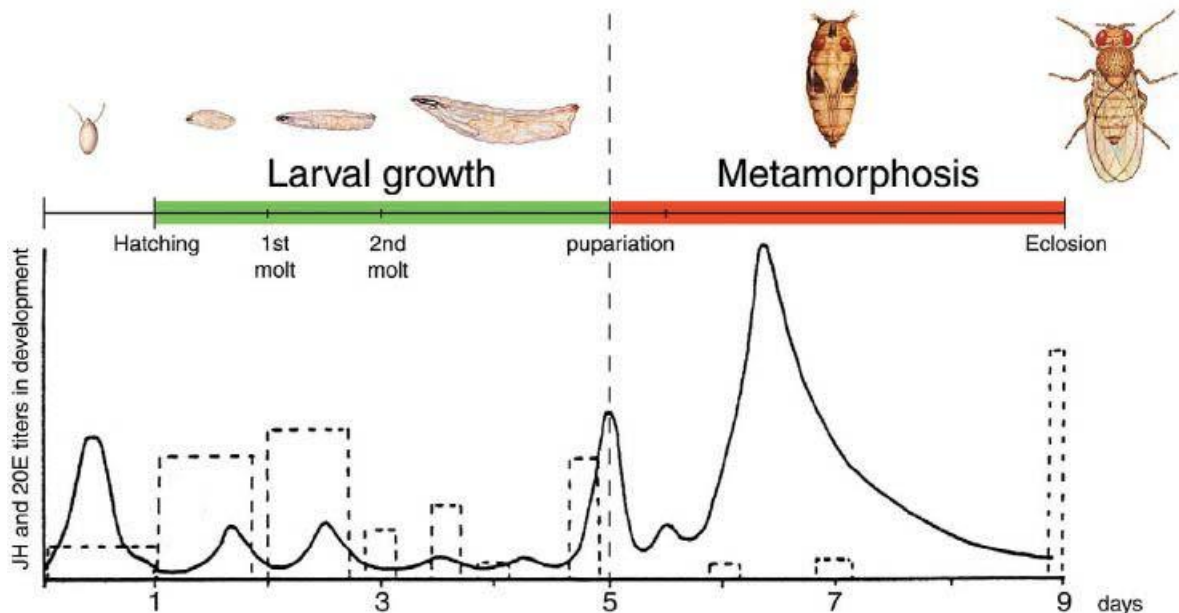 Larval growth
Metamorphosis
Hatching
1st
molt
2nd
molt
pupariation
Eclosion
JH and 20E titers in development
1
3
5
7
9
days